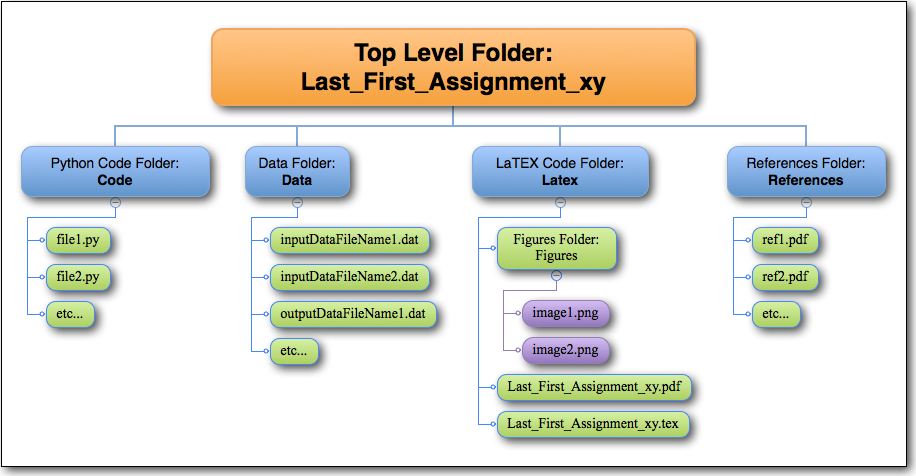 Top Level Folder:
Last_First_Assignment_xy
Python Code Folder:
Code
Data Folder:
Data
LaTEX Code Folder:
Latex
References Folder:
References
file1.py
file2.py
etc...
inputDataFileName1.dat
inputDataFileName2.dat
outputDataFileName1.dat
etc...
Figures Folder:
Figures
image1.png
image2.png
Last_First_Assignment_xy.pdf
Last_First_Assignment_xy.tex
ref1.pdf
ref2.pdf
etc...